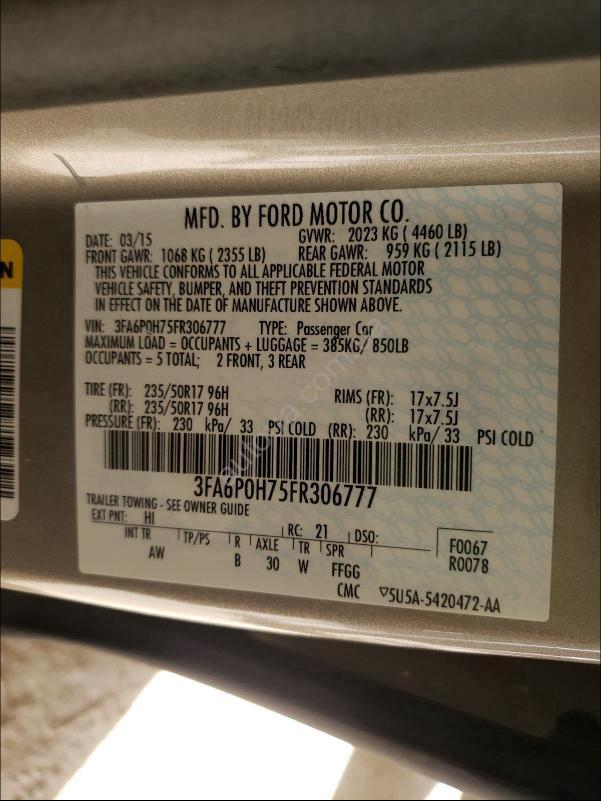 MFD. BY FORD MOTOR CO.
DATE: 03/15 GVWR: 2023 KG ( 4460 LB)
FRONT GAWR: 1068 KG ( 2355 LB) REAR GAWR: 959 KG ( 2115 LB)
THIS VEHICLE CONFORMS TO ALL APPLICABLE FEDERAL MOTOR
VEHICLE SAFETY, BUMPER, AND THEFT PREVENTION STANDARDS
IN EFFECT ON THE DATE OF MANUFACTURE SHOWN ABOVE.
VIN: 3FA6P0H75FR306777 TYPE: Passenger Car
MAXIMUM LOAD = OCCUPANTS + LUGGAGE = 385KG/ 850LB
OCCUPANTS = 5 TOTAL; 2 FRONT, 3 REAR
TIRE (FR): 235/50R17 96H RIMS (FR): 17x7.5J
(RR): 235/50R17 96H (RR): 17x7.5J
PRESSURE (FR): 230 kPa/ 33 PSI COLD (RR): 230 kPa/ 33 PSI COLD
3FA6P0H75FR306777
TRAILER TOWING - SEE OWNER GUIDE
EXT PNT: HI RC: 21 DSO: F0067
INT TR TP/PS R AXLE TR SPR R0078
AW B 30 W FFGG
CMC 5U5A-5420472-AA
N